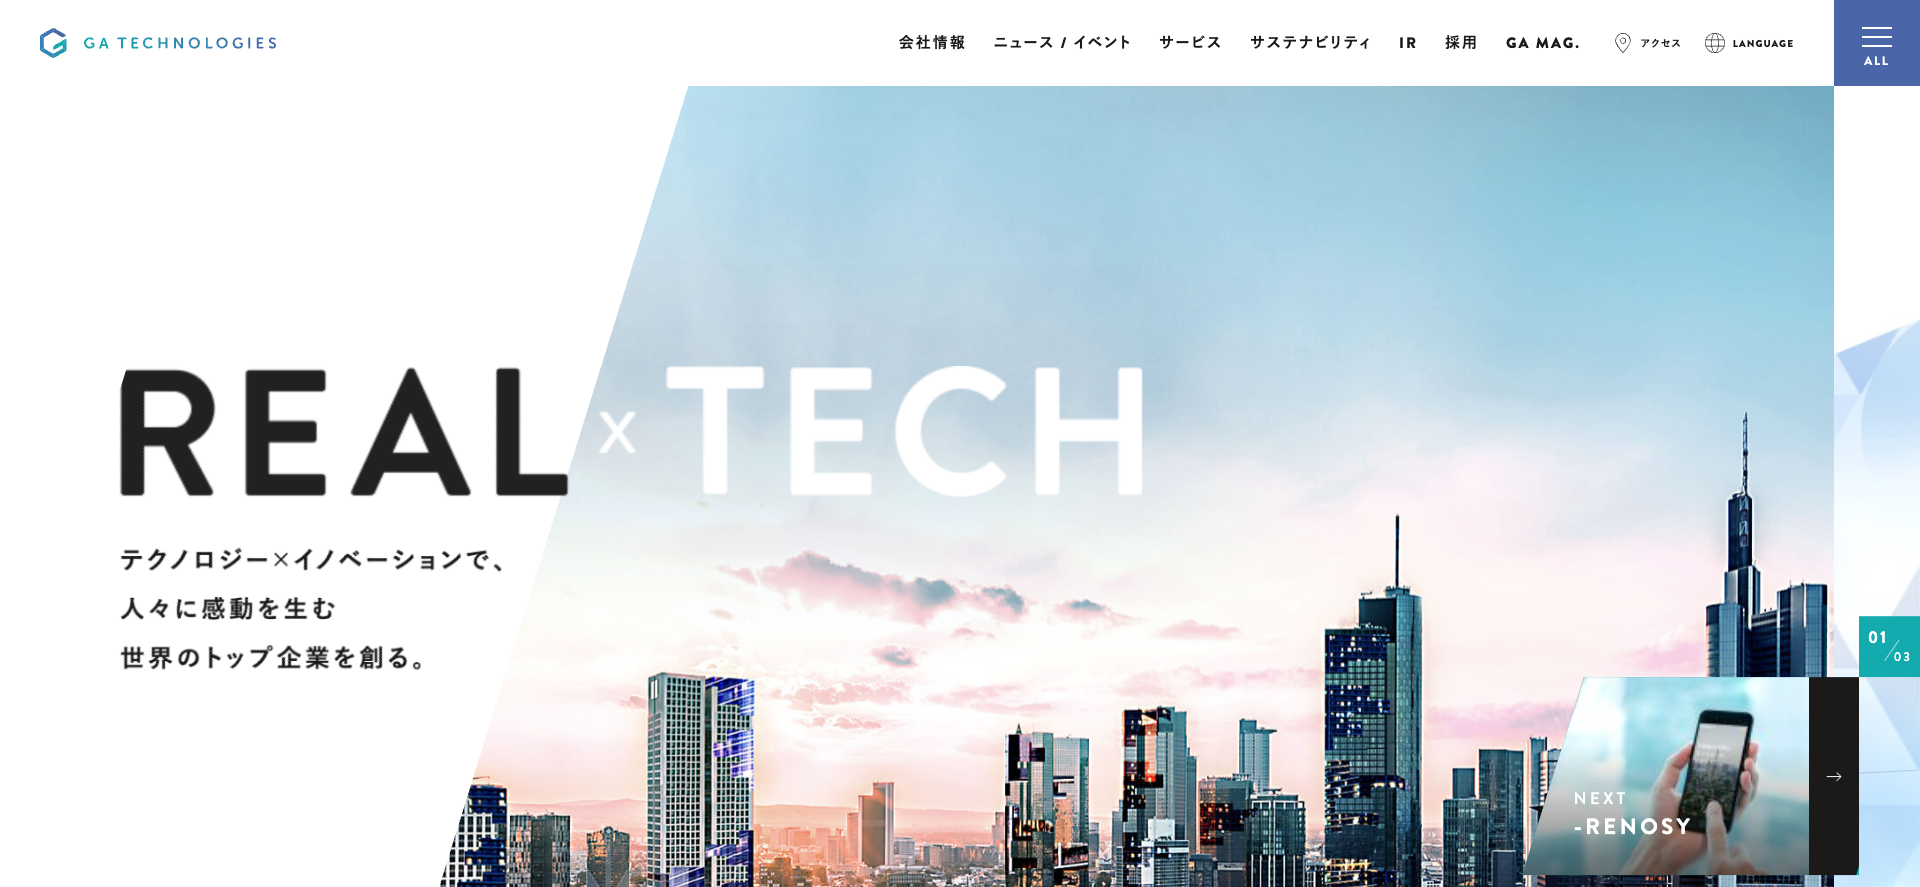 GA TECHNOLOGIES
会社情報
ニュース / イベント
サービス
サステナビリティ
IR
採用
GA MAG.
アクセス
LANGUAGE
ALL
REAL x TECH
テクノロジー×イノベーションで、
人々に感動を生む
世界のトップ企業を創る。
01
03
NEXT
-RENOSY